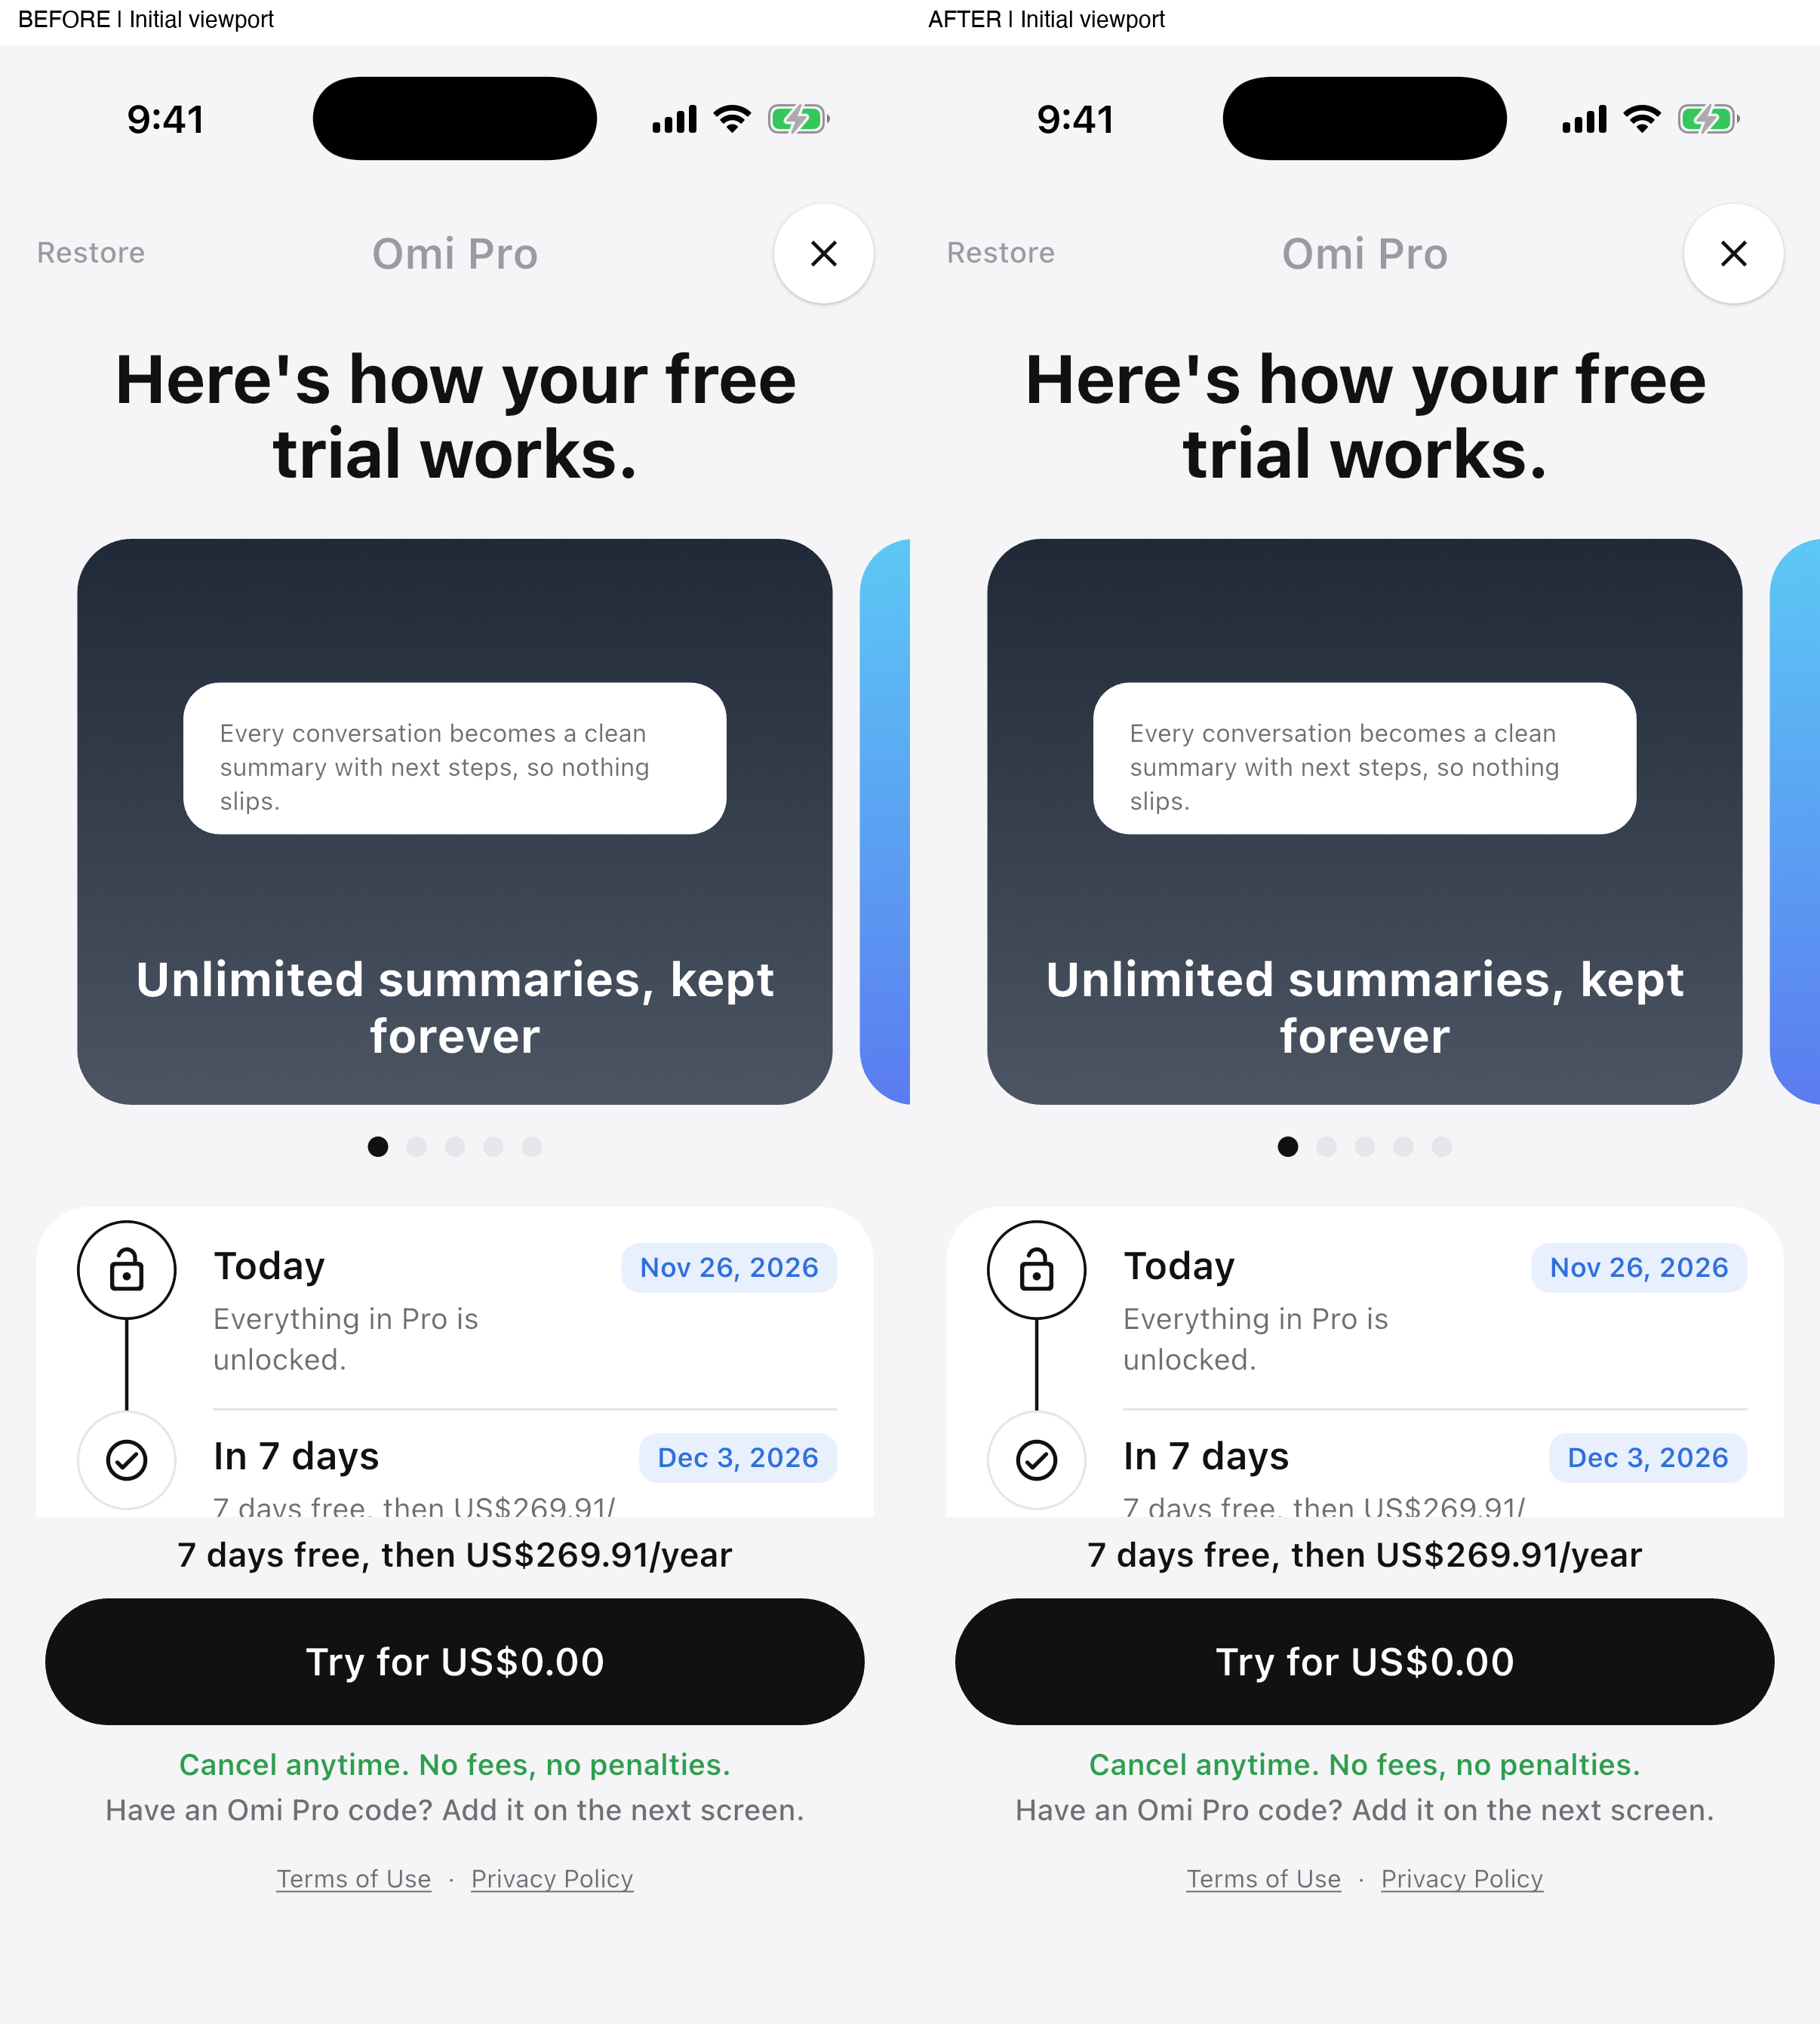 BEFORE | Initial viewport
9:41
Restore
Omi Pro
Here's how your free
trial works.
Every conversation becomes a clean
summary with next steps, so nothing
slips.
Unlimited summaries, kept
forever
Today
Nov 26, 2026
Everything in Pro is
unlocked.
In 7 days
Dec 3, 2026
7 days free, then US$269.91/
7 days free, then US$269.91/year
Try for US$0.00
Cancel anytime. No fees, no penalties.
Have an Omi Pro code? Add it on the next screen.
Terms of Use · Privacy Policy
AFTER | Initial viewport
9:41
Restore
Omi Pro
Here's how your free
trial works.
Every conversation becomes a clean
summary with next steps, so nothing
slips.
Unlimited summaries, kept
forever
Today
Nov 26, 2026
Everything in Pro is
unlocked.
In 7 days
Dec 3, 2026
7 days free, then US$269.91/
7 days free, then US$269.91/year
Try for US$0.00
Cancel anytime. No fees, no penalties.
Have an Omi Pro code? Add it on the next screen.
Terms of Use · Privacy Policy